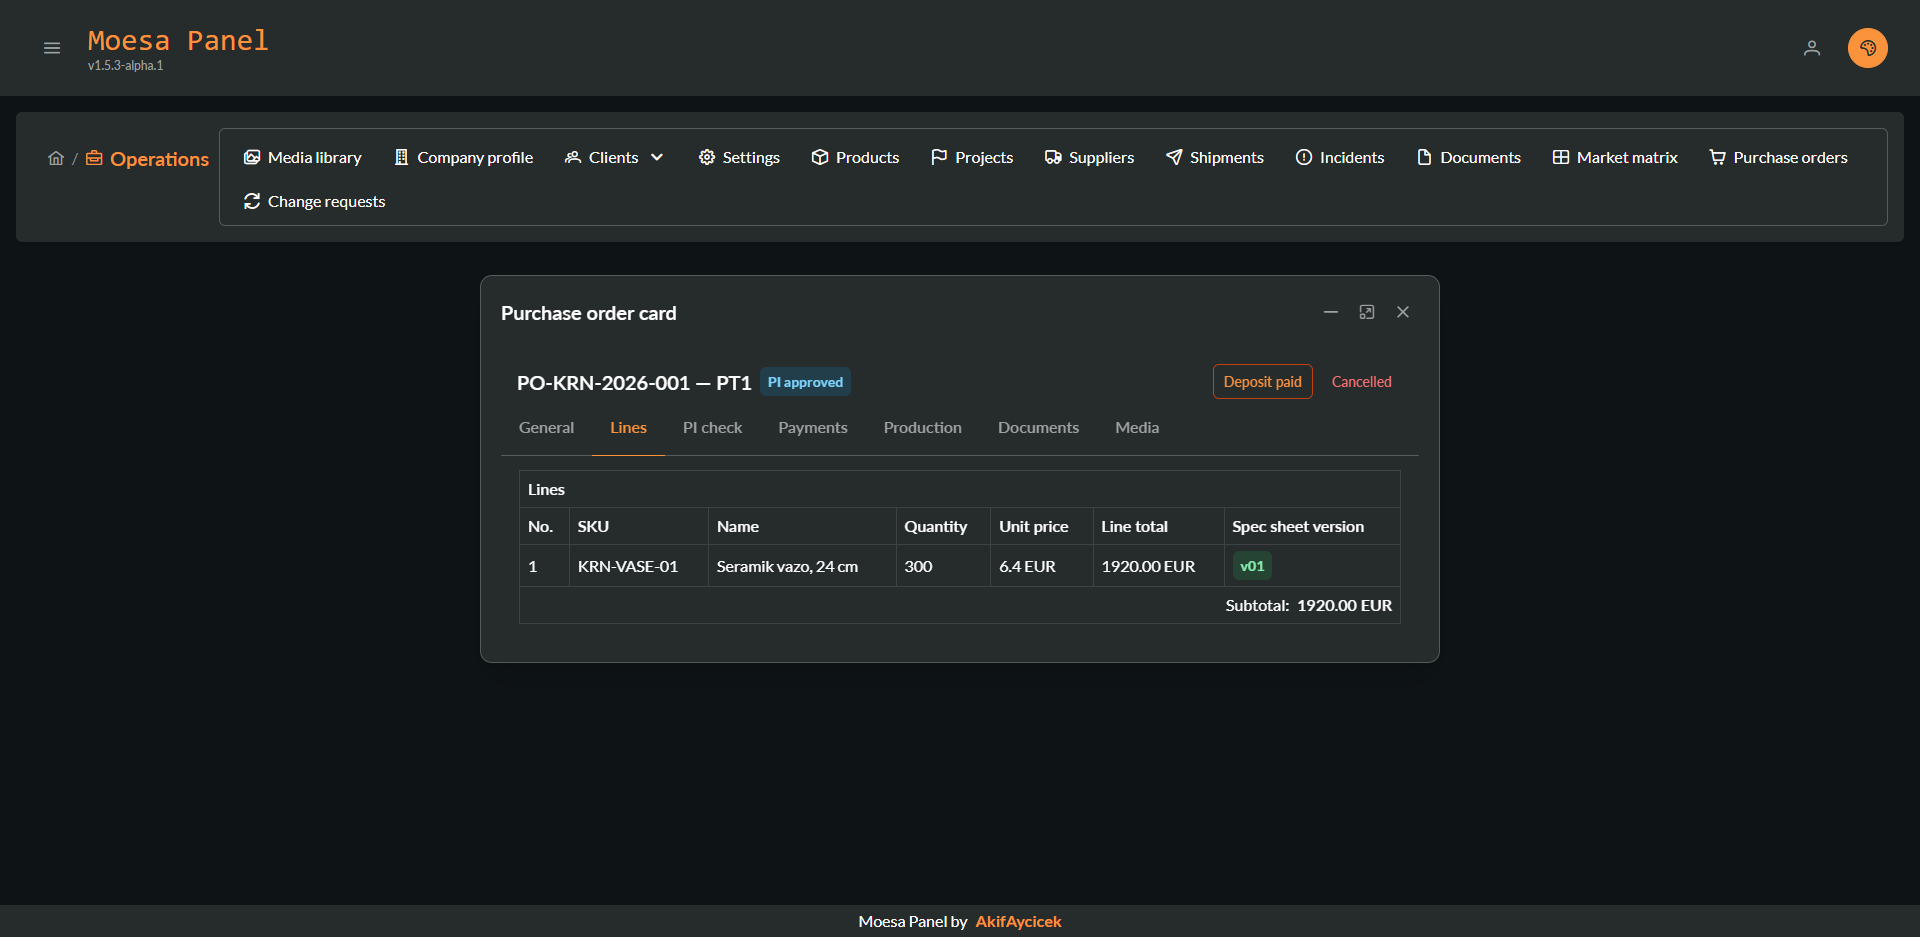 Moesa Panel
v1.5.3-alpha.1
/ Operations
Media library
Company profile
Clients
Settings
Products
Projects
Suppliers
Shipments
Incidents
Documents
Market matrix
Purchase orders
Change requests
Purchase order card
PO-KRN-2026-001 — PT1 PI approved
Deposit paid
Cancelled
General Lines PI check Payments Production Documents Media
Lines
No. SKU Name Quantity Unit price Line total Spec sheet version
1 KRN-VASE-01 Seramik vazo, 24 cm 300 6.4 EUR 1920.00 EUR v01
Subtotal: 1920.00 EUR
Moesa Panel by AkifAycicek